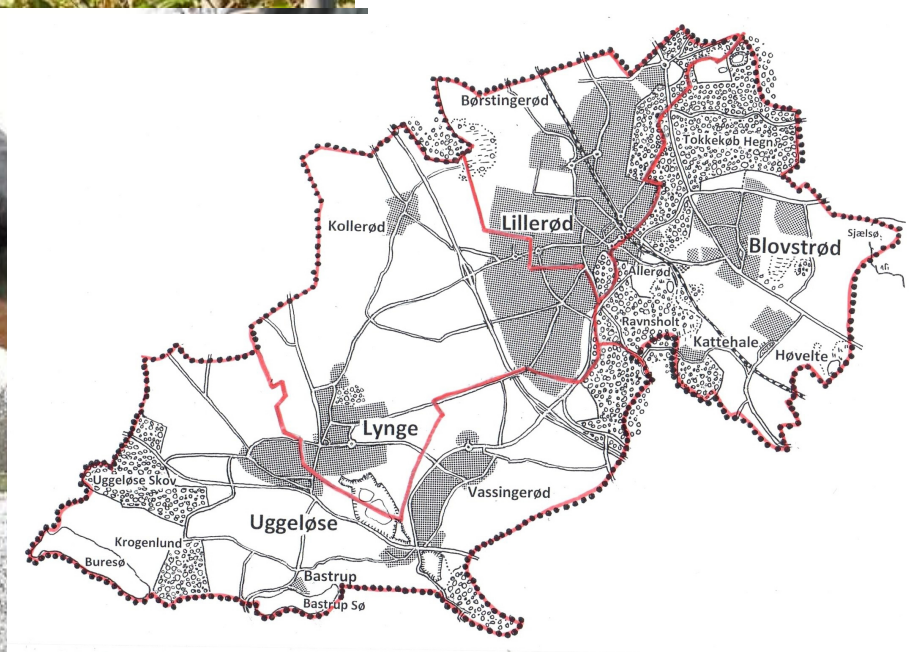 Børstingerød
Tokkekøb Hegn
Kollerød
Lillerød
Sjælsø
Blovstrød
Allerød
Ravnsholt
Kattehale
Høvelte
Lynge
Uggeløse Skov
Vassingerød
Uggeløse
Krogenlund
Buresø
Bastrup
Bastrup Sø